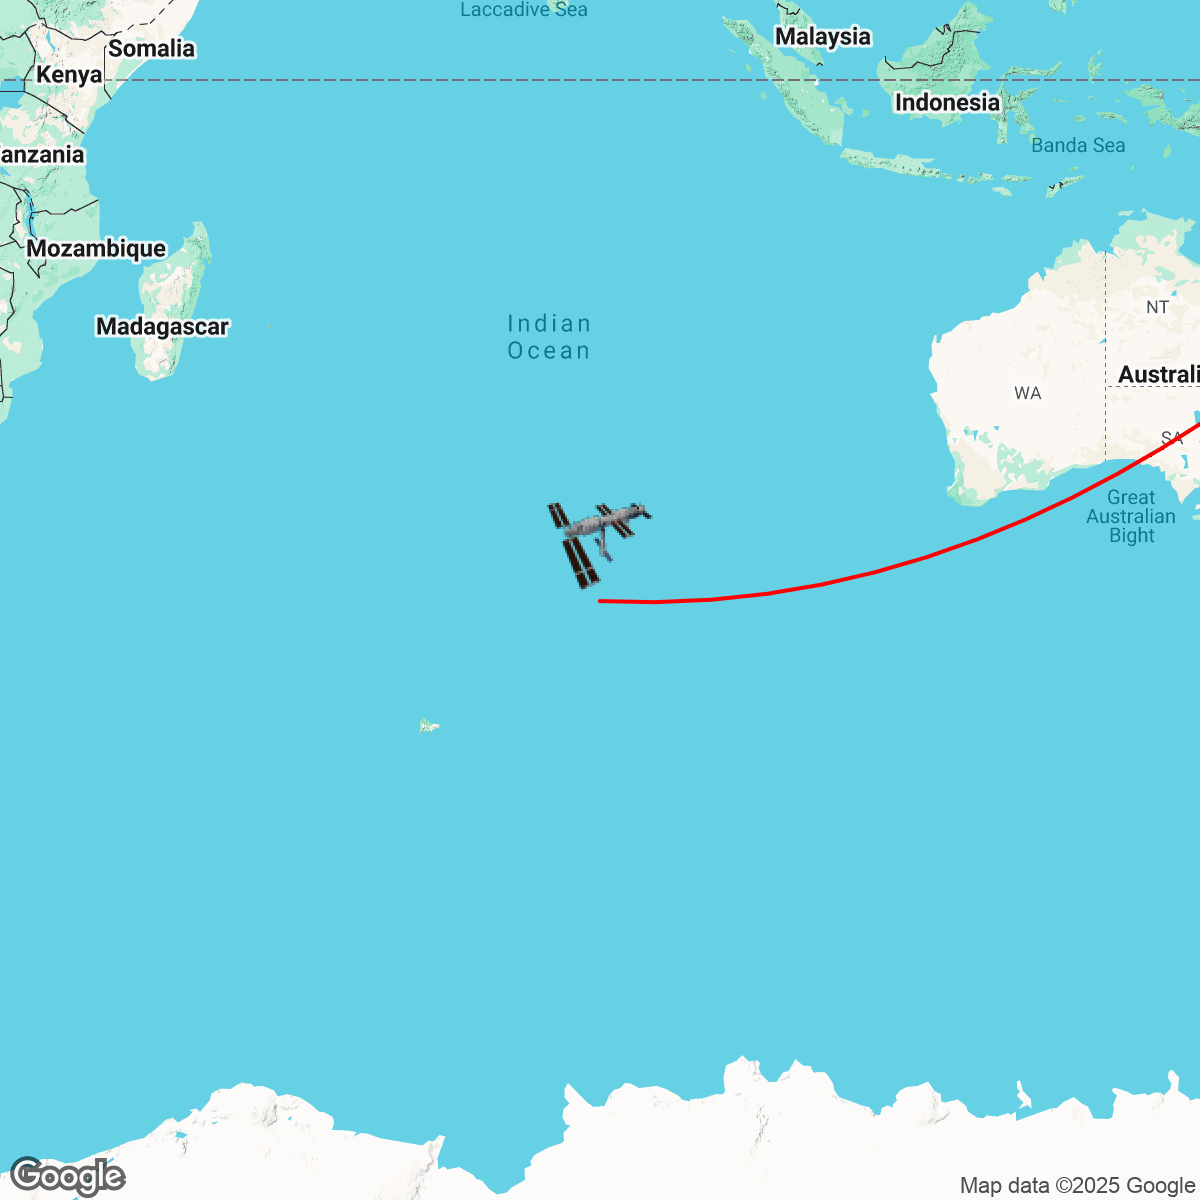 Laccadive Sea
Malaysia
Somalia
Kenya
Indonesia
Banda Sea
anzania
Mozambique
Madagascar
Indian
Ocean
NT
Australi
WA
SA
Great
Australian
Bight
Google
Map data ©2025 Google